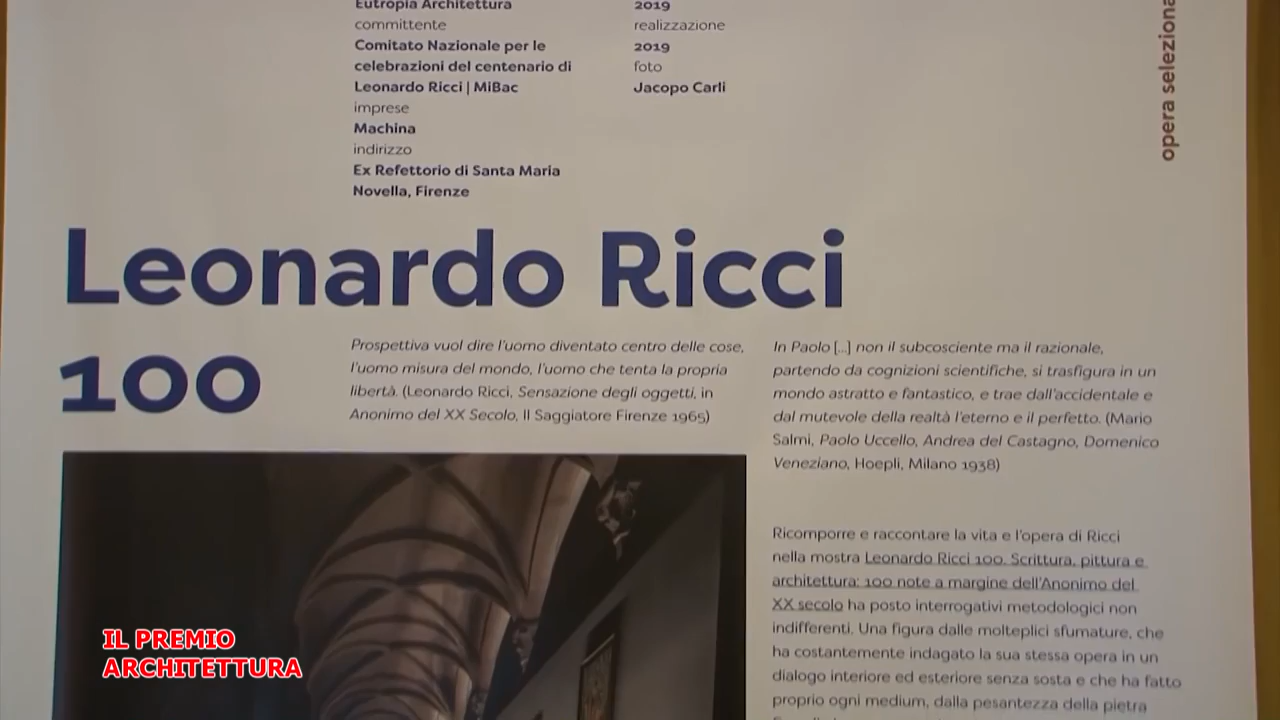 Eutropia Architettura
committente
Comitato Nazionale per le
celebrazioni del centenario di
Leonardo Ricci | MiBac
imprese
Machina
indirizzo
Ex Refettorio di Santa Maria
Novella, Firenze
2019
realizzazione
2019
foto
Jacopo Carli
opera seleziona
Leonardo Ricci
100
Prospettiva vuol dire l'uomo diventato centro delle cose,
l'uomo misura del mondo, l'uomo che tenta la propria
libertà. (Leonardo Ricci, Sensazione degli oggetti, in
Anonimo del XX Secolo, Il Saggiatore Firenze 1965)
In Paolo [...] non il subcosciente ma il razionale,
partendo da cognizioni scientifiche, si trasfigura in un
mondo astratto e fantastico, e trae dall'accidentale e
dal mutevole della realtà l'eterno e il perfetto. (Mario
Salmi, Paolo Uccello, Andrea del Castagno, Domenico
Veneziano, Hoepli, Milano 1938)
Ricomporre e raccontare la vita e l'opera di Ricci
nella mostra Leonardo Ricci 100. Scrittura, pittura e
architettura: 100 note a margine dell'Anonimo del
XX secolo ha posto interrogativi metodologici non
indifferenti. Una figura dalle molteplici sfumature, che
ha costantemente indagato la sua stessa opera in un
dialogo interiore ed esteriore senza sosta e che ha fatto
proprio ogni medium, dalla pesantezza della pietra
IL PREMIO
ARCHITETTURA